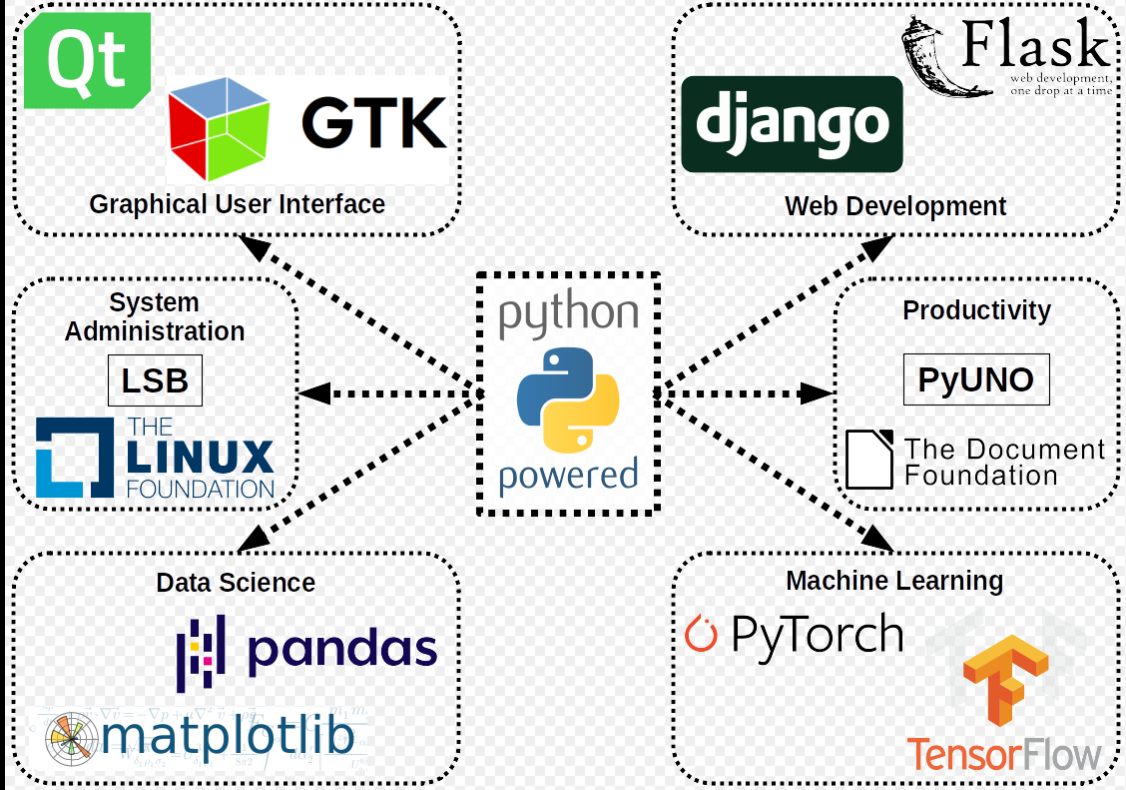 Qt
GTK
Graphical User Interface
Flask
web development,
one drop at a time
django
Web Development
System
Administration
LSB
THE
LINUX
FOUNDATION
python
powered
Productivity
PyUNO
The Document
Foundation
Data Science
pandas
matplotlib
Machine Learning
PyTorch
TensorFlow